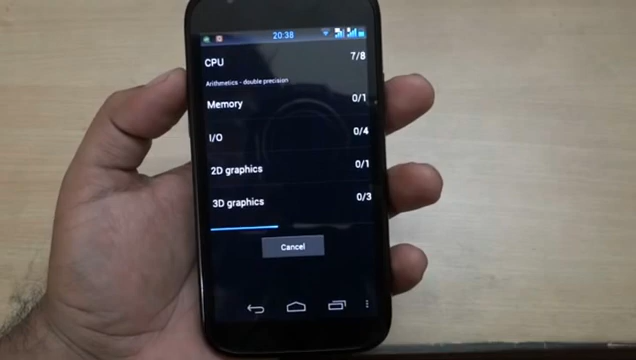 20:38
CPU 7/8
Arithmetics - double precision
Memory 0/1
I/O 0/4
2D graphics 0/1
3D graphics 0/3
Cancel